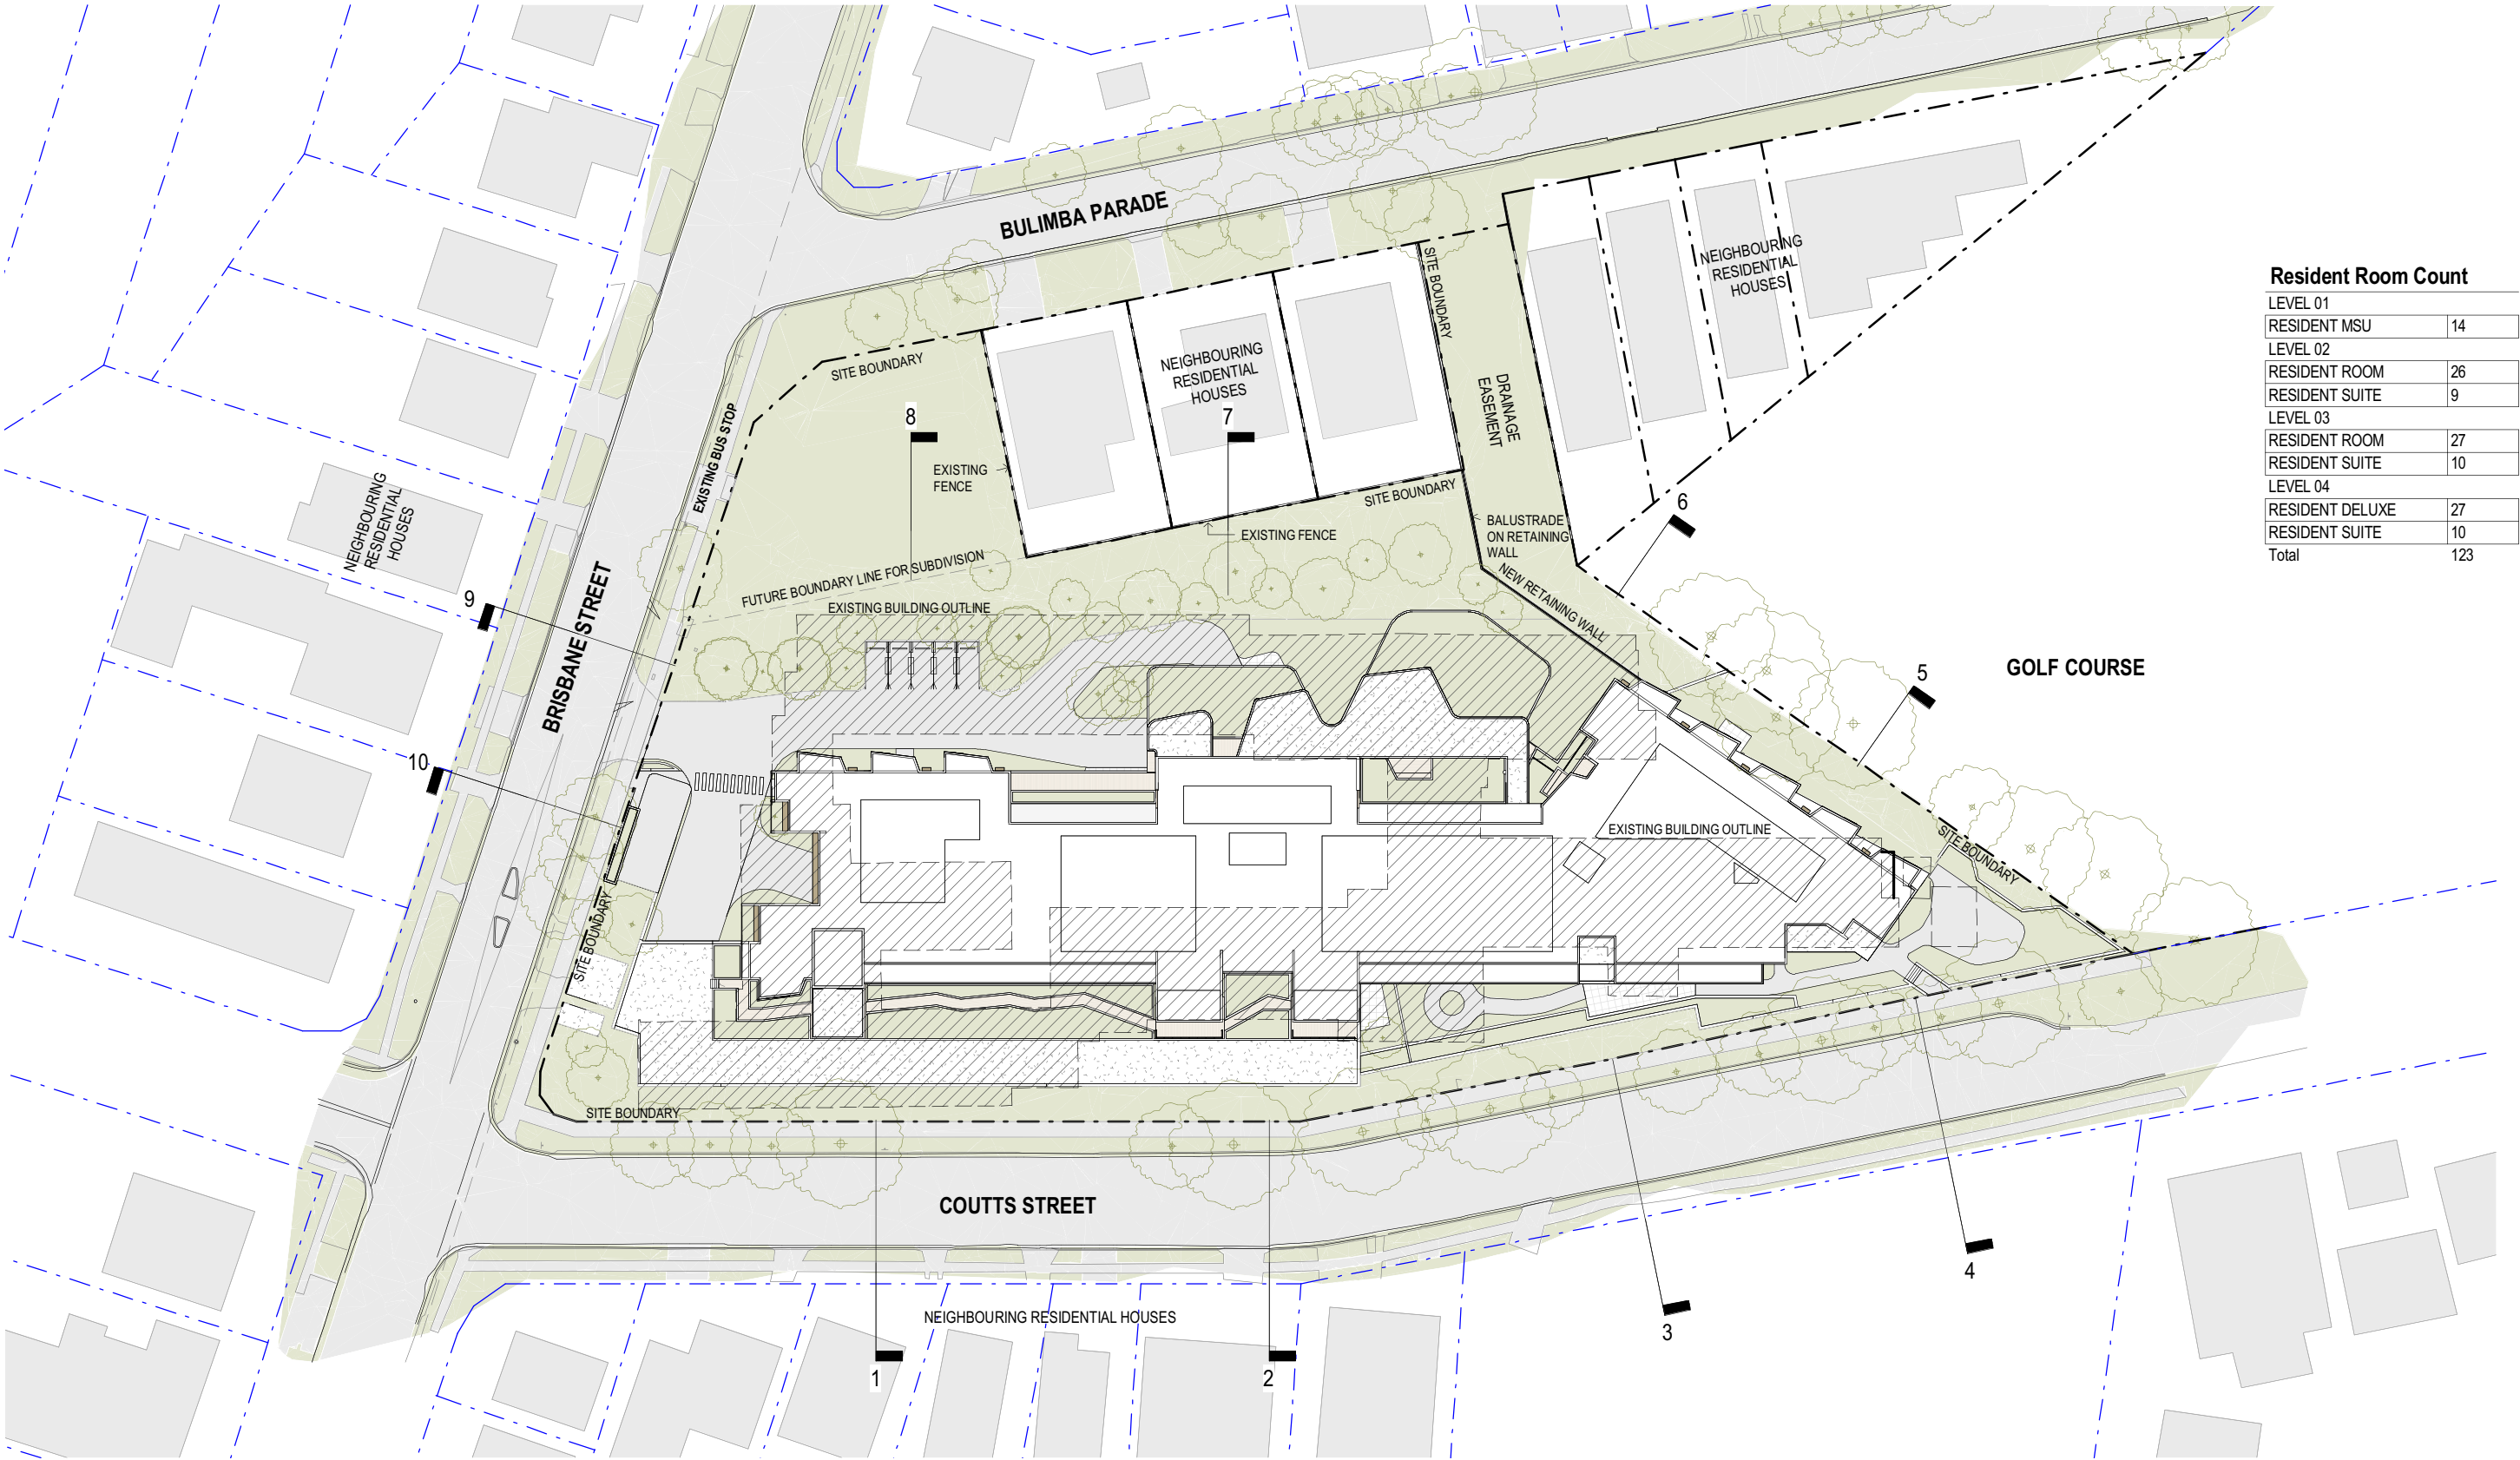 BULIMBA PARADE
SITE BOUNDARY
NEIGHBOURING
RESIDENTIAL
HOUSES
Resident Room Count
LEVEL 01
RESIDENT MSU 14
LEVEL 02
RESIDENT ROOM 26
RESIDENT SUITE 9
LEVEL 03
RESIDENT ROOM 27
RESIDENT SUITE 10
LEVEL 04
RESIDENT DELUXE 27
RESIDENT SUITE 10
Total 123
SITE BOUNDARY
NEIGHBOURING
RESIDENTIAL
HOUSES
DRAINAGE
EASEMENT
EXISTING BUS STOP
8
7
EXISTING
FENCE
SITE BOUNDARY
6
NEIGHBOURING
RESIDENTIAL
HOUSES
EXISTING FENCE
BALUSTRADE
ON RETAINING
WALL
FUTURE BOUNDARY LINE FOR SUBDIVISION
NEW RETAINING WALL
9
BRISBANE STREET
EXISTING BUILDING OUTLINE
GOLF COURSE
5
10
EXISTING BUILDING OUTLINE
SITE BOUNDARY
SITE BOUNDARY
SITE BOUNDARY
COUTTS STREET
4
NEIGHBOURING RESIDENTIAL HOUSES
3
1
2